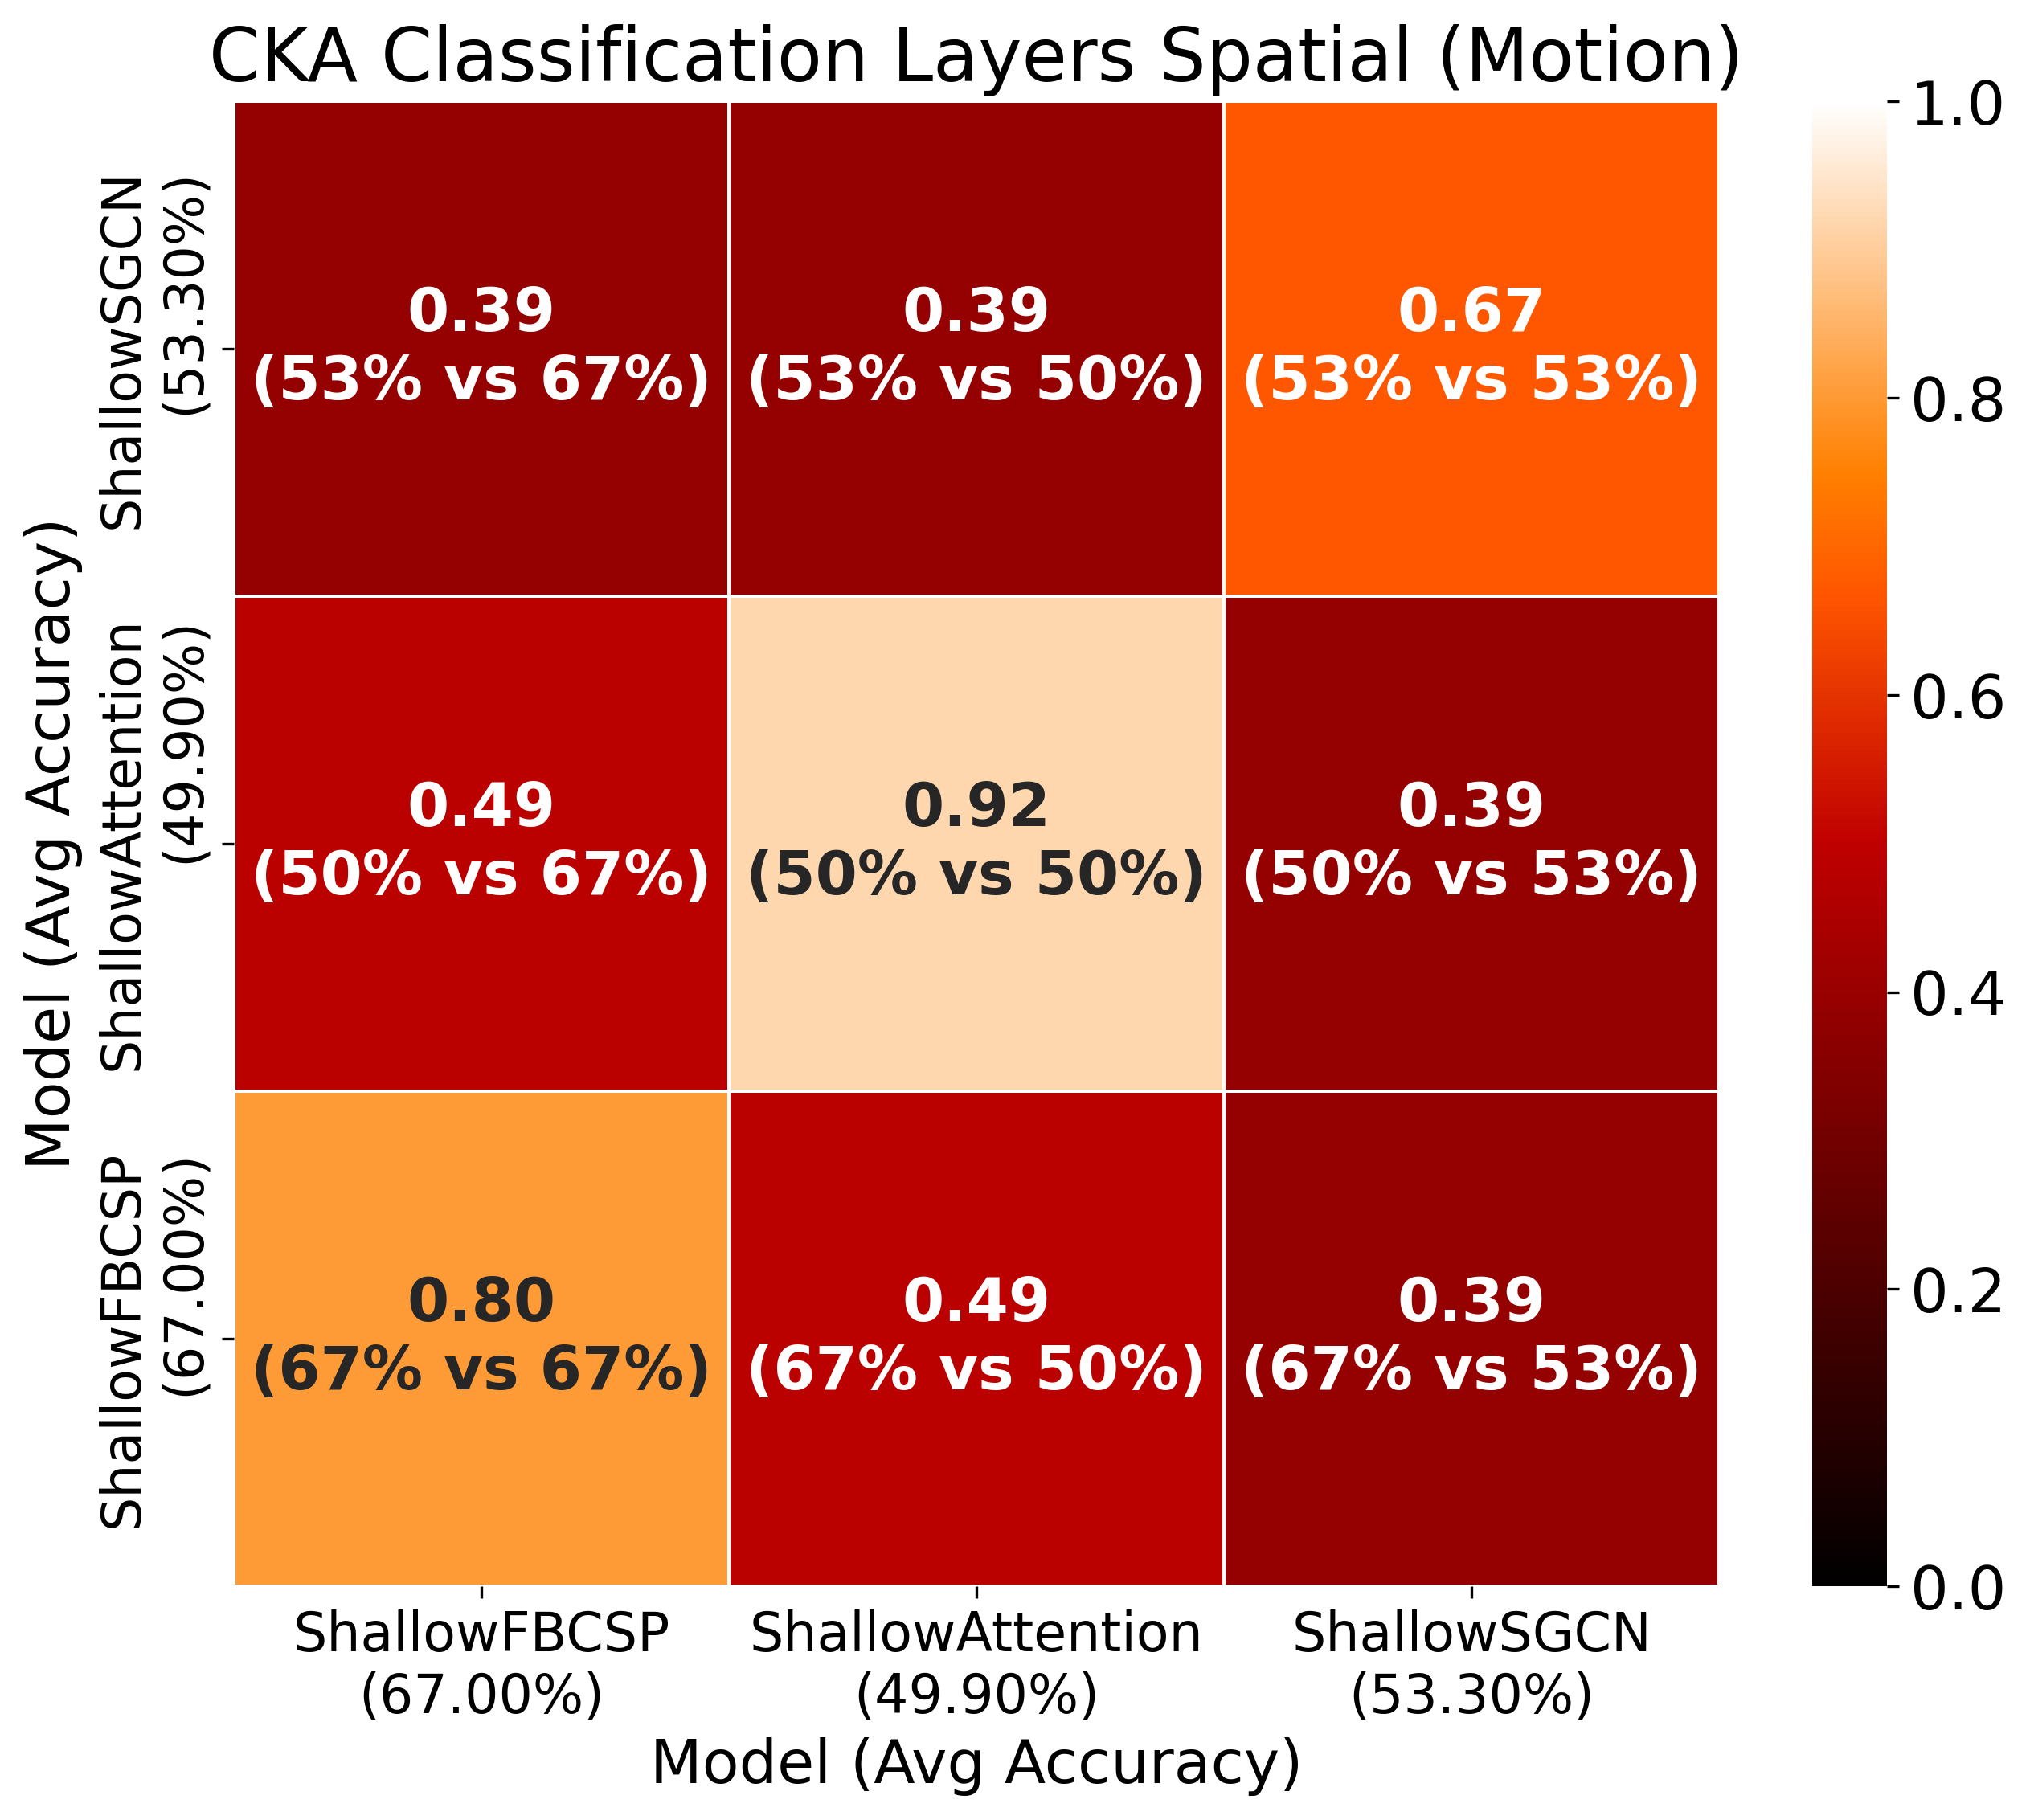 CKA Classification Layers Spatial (Motion)
Model (Avg Accuracy)
ShallowSGCN
(53.30%)
0.39
(53% vs 67%)
0.39
(53% vs 50%)
0.67
(53% vs 53%)
ShallowAttention
(49.90%)
0.49
(50% vs 67%)
0.92
(50% vs 50%)
0.39
(50% vs 53%)
ShallowFBCSP
(67.00%)
0.80
(67% vs 67%)
0.49
(67% vs 50%)
0.39
(67% vs 53%)
ShallowFBCSP
(67.00%)
ShallowAttention
(49.90%)
ShallowSGCN
(53.30%)
Model (Avg Accuracy)
1.0
0.8
0.6
0.4
0.2
0.0